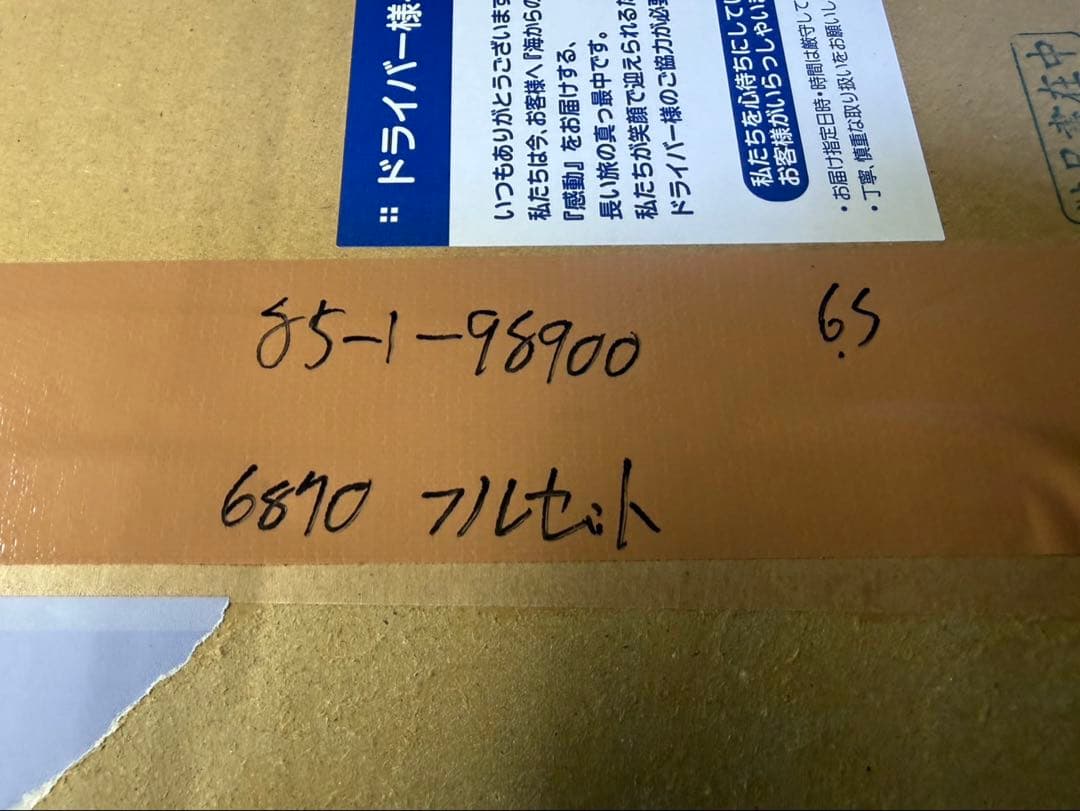 ドライバー様
いつもありがとうございます
私たちは今、お客様へ『海からの
『感動』をお届けする、
長い旅の真っ最中です。
私たちが笑顔で迎えられるた
ドライバー様のご協力が必要
私たちを心待ちにしてい
お客様がいらっしゃいま
・お届け指定日時・時間は厳守して
・丁寧、慎重な取り扱いをお願いし
書在中
85-1-98900
6.5
6870 フルセット